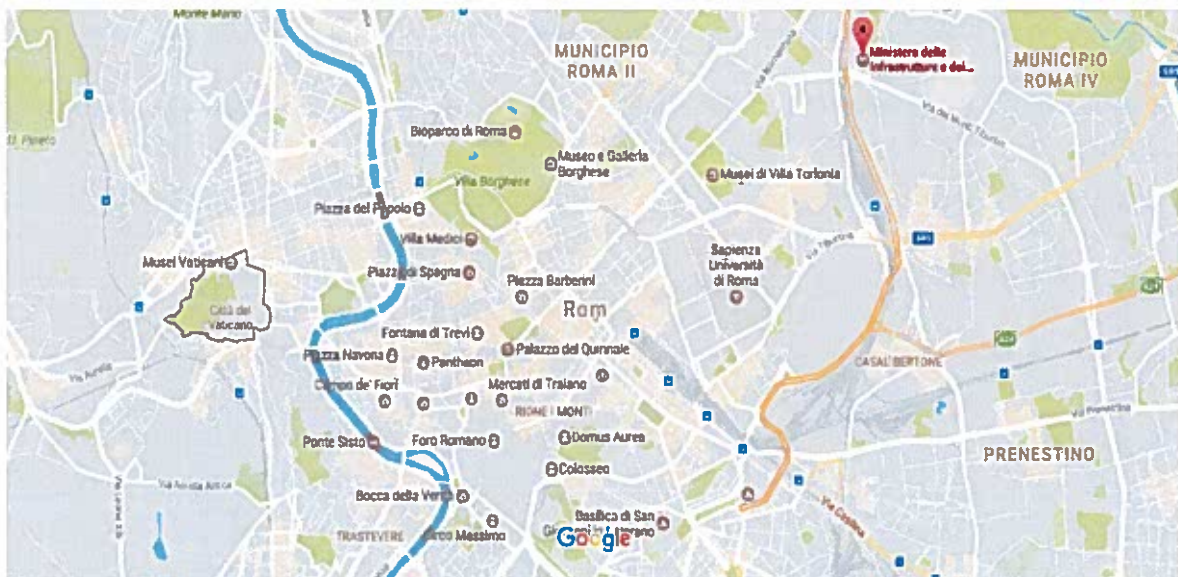 Monte Mario
MUNICIPIO
ROMA II
Ministero delle
Infrastrutture e dei...
MUNICIPIO
ROMA IV
Bioparco di Roma
Museo e Galleria
Borghese
Villa Borghese
Musei di Villa Torlonia
Piazza del Popolo
Villa Medici
Musei Vaticani
Piazza di Spagna
Piazza Barberini
Sapienza
Università
di Roma
Via Tiburtina
Città del
Vaticano
Rom
Fontana di Trevi
Piazza Navona
Pantheon
Palazzo del Quirinale
CASAL BERTONE
Via Aurelia
Campo de' Fiori
Mercati di Traiano
RIONE I MONTI
Via Prenestina
Ponte Sisto
Foro Romano
Domus Aurea
Colosseo
PRENESTINO
Bocca della Verità
Via Casilina
Basilica di San
TRASTEVERE
Circo Massimo
Google